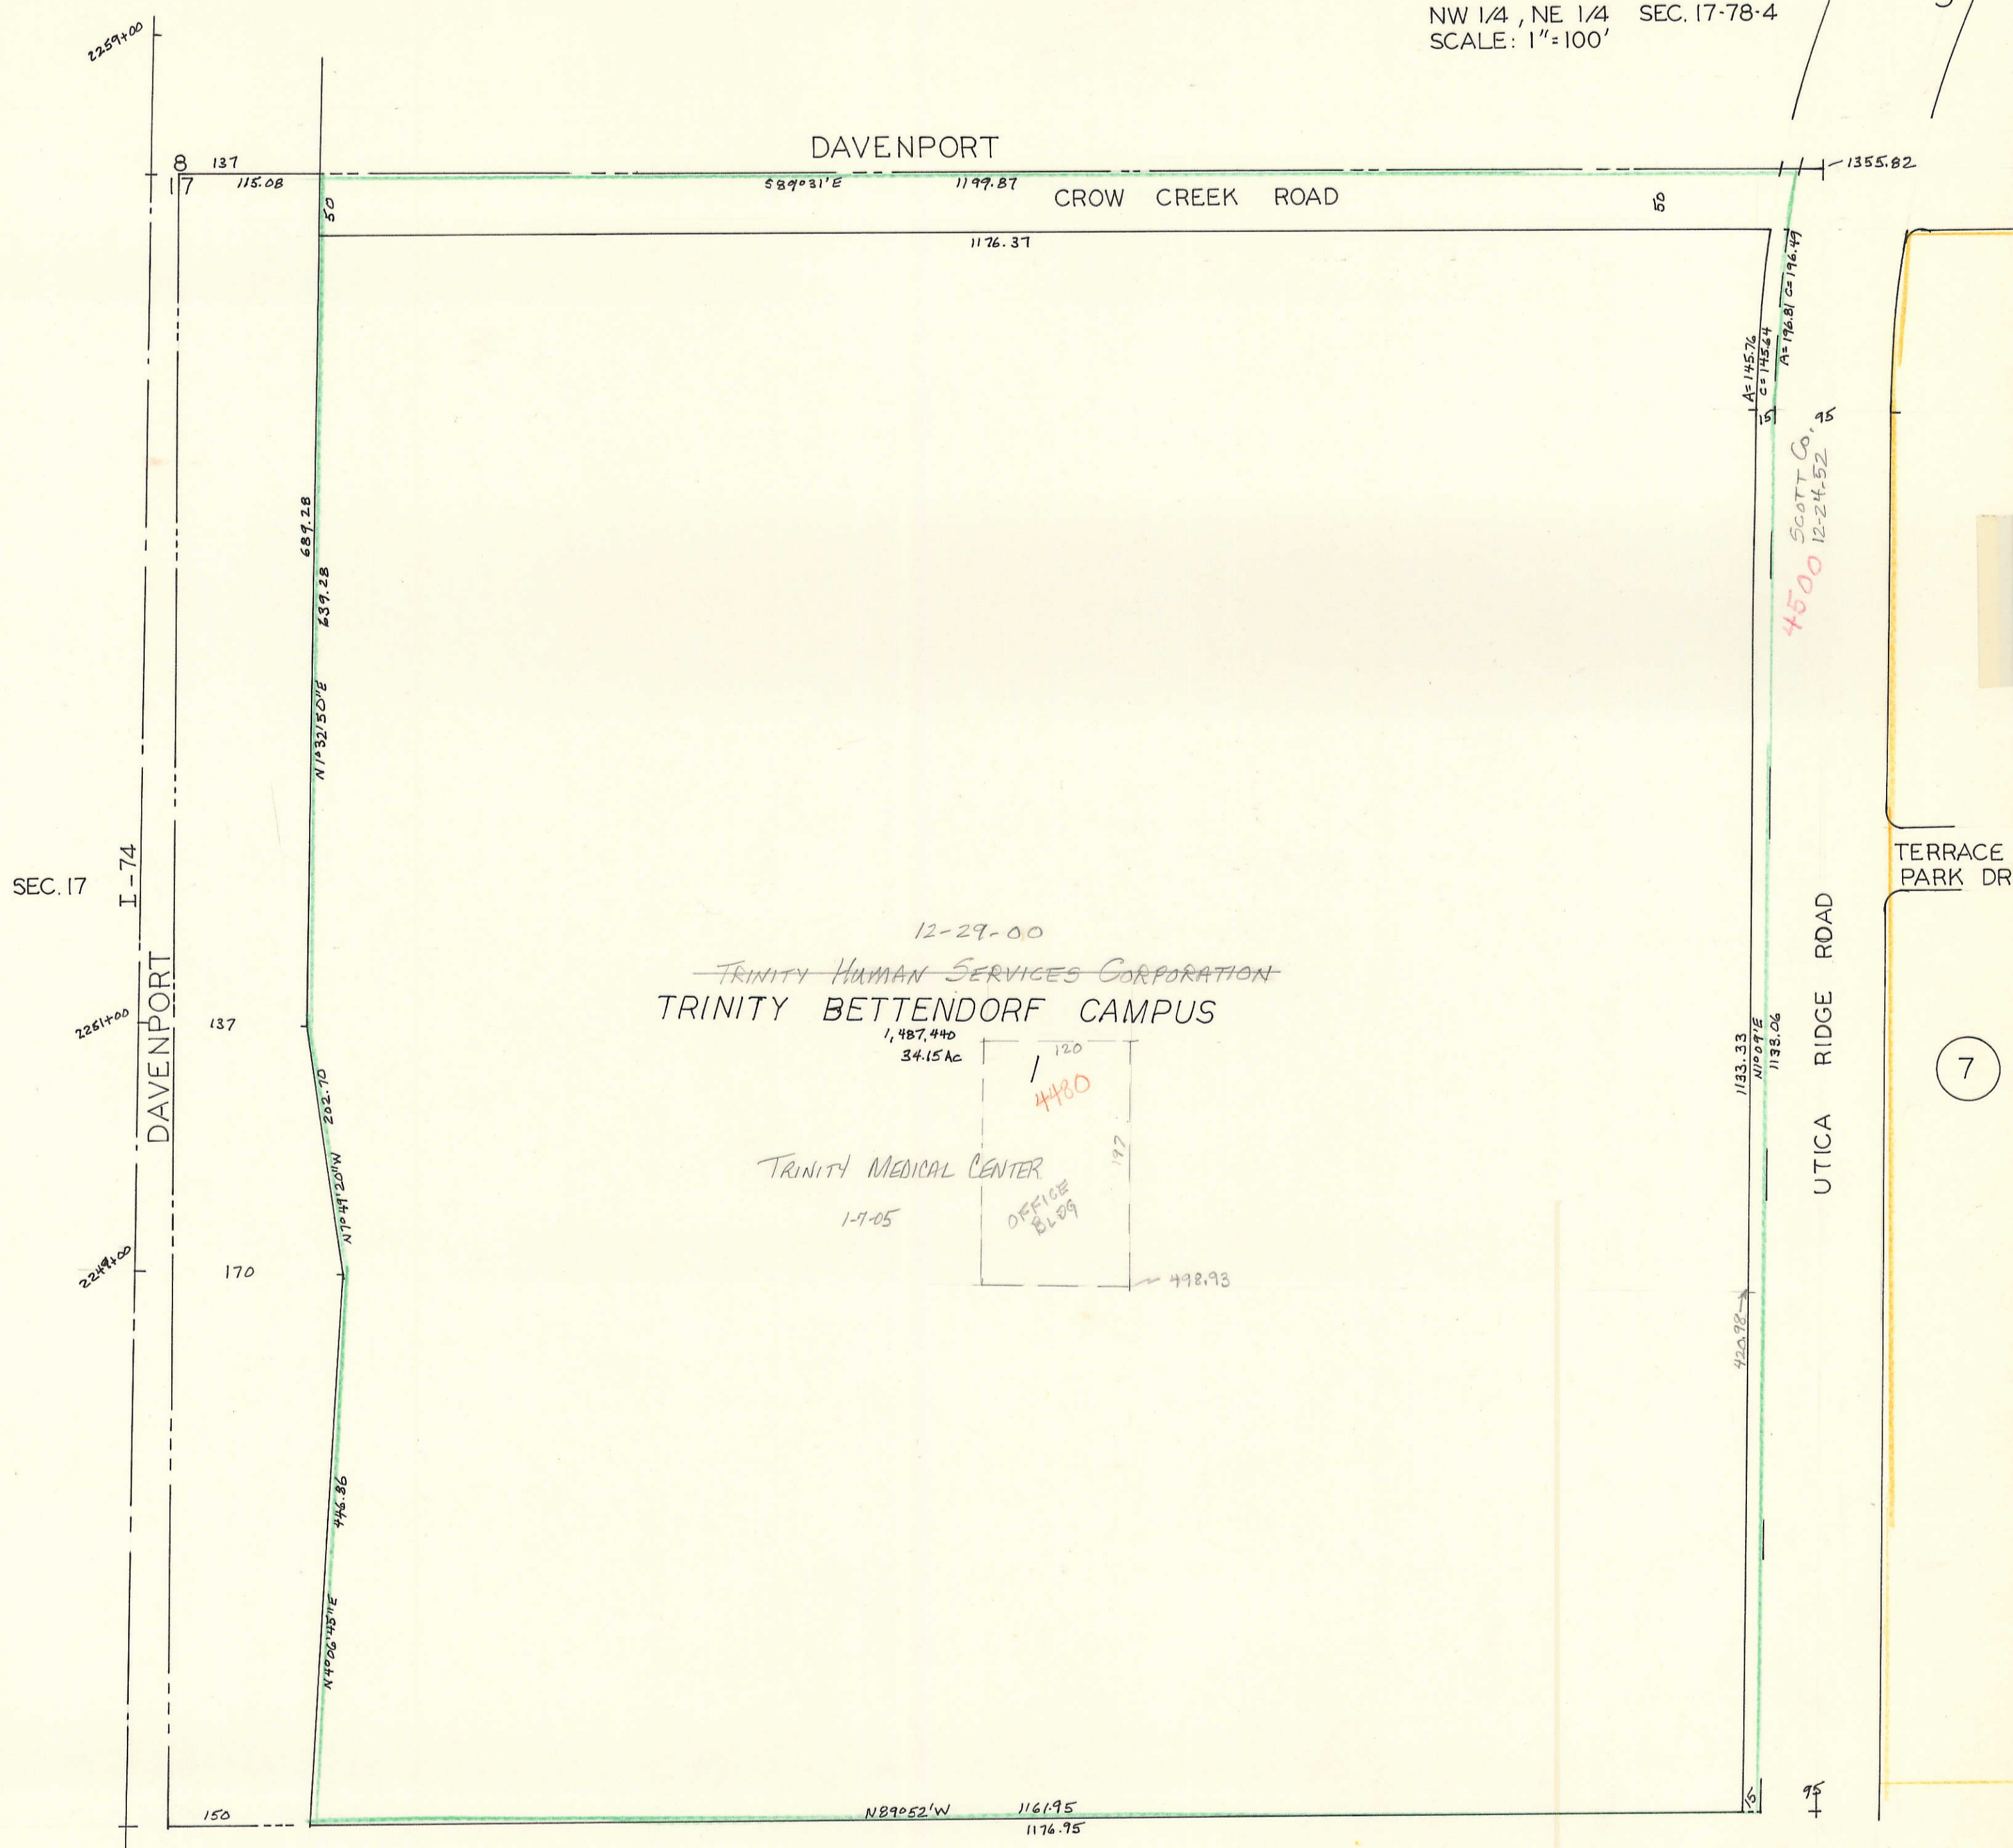 NW 1/4 , NE 1/4 SEC. 17-78-4
SCALE: 1"=100'
2259+00
DAVENPORT
8
17
137
115.08
S89°31'E
1199.87
1355.82
CROW CREEK ROAD
50
50
1176.37
A=196.81 C=196.49
A=145.76
C=145.64
15
95
SCOTT CO.
12-24-52
4500
689.28
639.28
N1°32'50"E
TERRACE
PARK DR
SEC. 17
I-74
DAVENPORT
UTICA RIDGE ROAD
12-29-00
TRINITY HUMAN SERVICES CORPORATION
TRINITY BETTENDORF CAMPUS
1,487,440
34.15 Ac
120
1
4480
197
2251+00
137
202.70
N7°49'20"W
1133.33
N1°09'E
1133.06
7
TRINITY MEDICAL CENTER
1-7-05
OFFICE
BLDG
498.93
2249+00
170
420.98
446.86
N4°06'45"E
150
N89°52'W
1161.95
1176.95
15
95